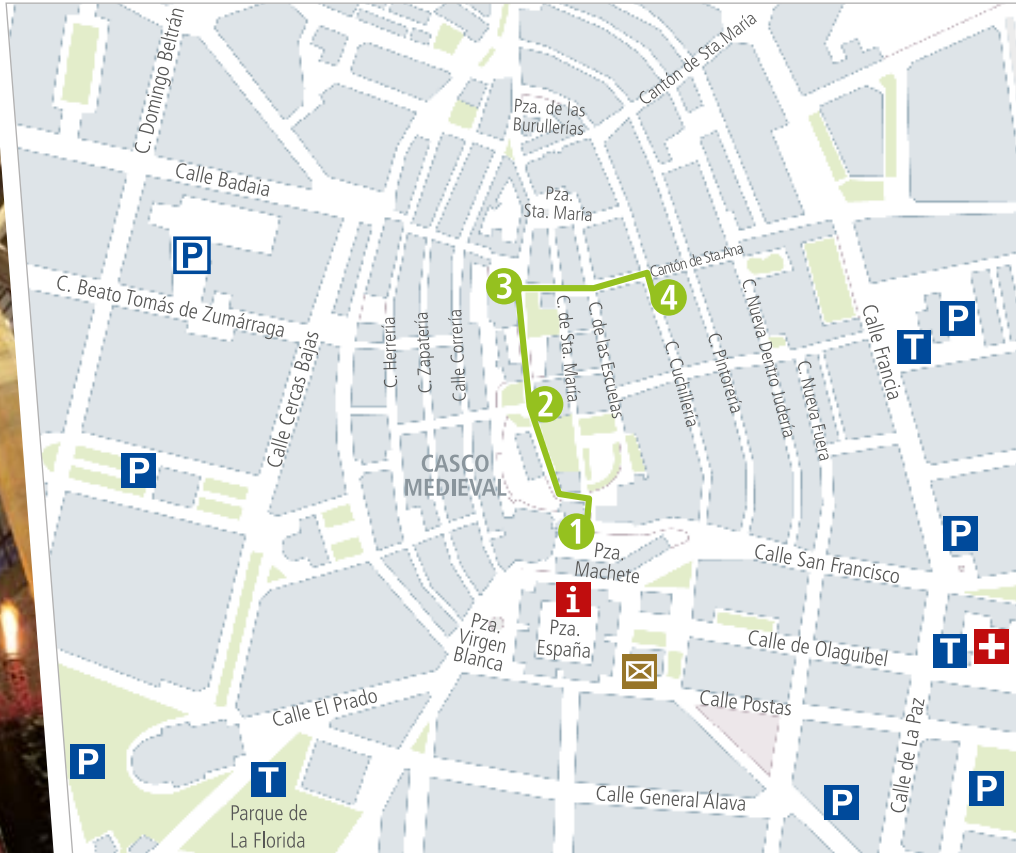 C. Domingo Beltrán
Cantón de Sta. María
Pza. de las
Burullerías
Calle Badaia
Pza.
Sta. María
P
Cantón de Sta. Ana
3
4
C. Beato Tomás de Zumárraga
C. Herrería
C. Zapatería
Calle Correría
C. de Sta. María
C. de las Escuelas
C. Cuchillería
C. Pintorería
C. Nueva Dentro Judería
C. Nueva Fuera
Calle Francia
P
T
Calle Cercas Bajas
2
P
CASCO
MEDIEVAL
1
Pza.
Machete
Calle San Francisco
P
i
Pza.
España
Pza.
Virgen
Blanca
Calle de Olaguibel
T
Calle El Prado
Calle Postas
Calle de La Paz
P
T
Parque de
La Florida
Calle General Álava
P
P